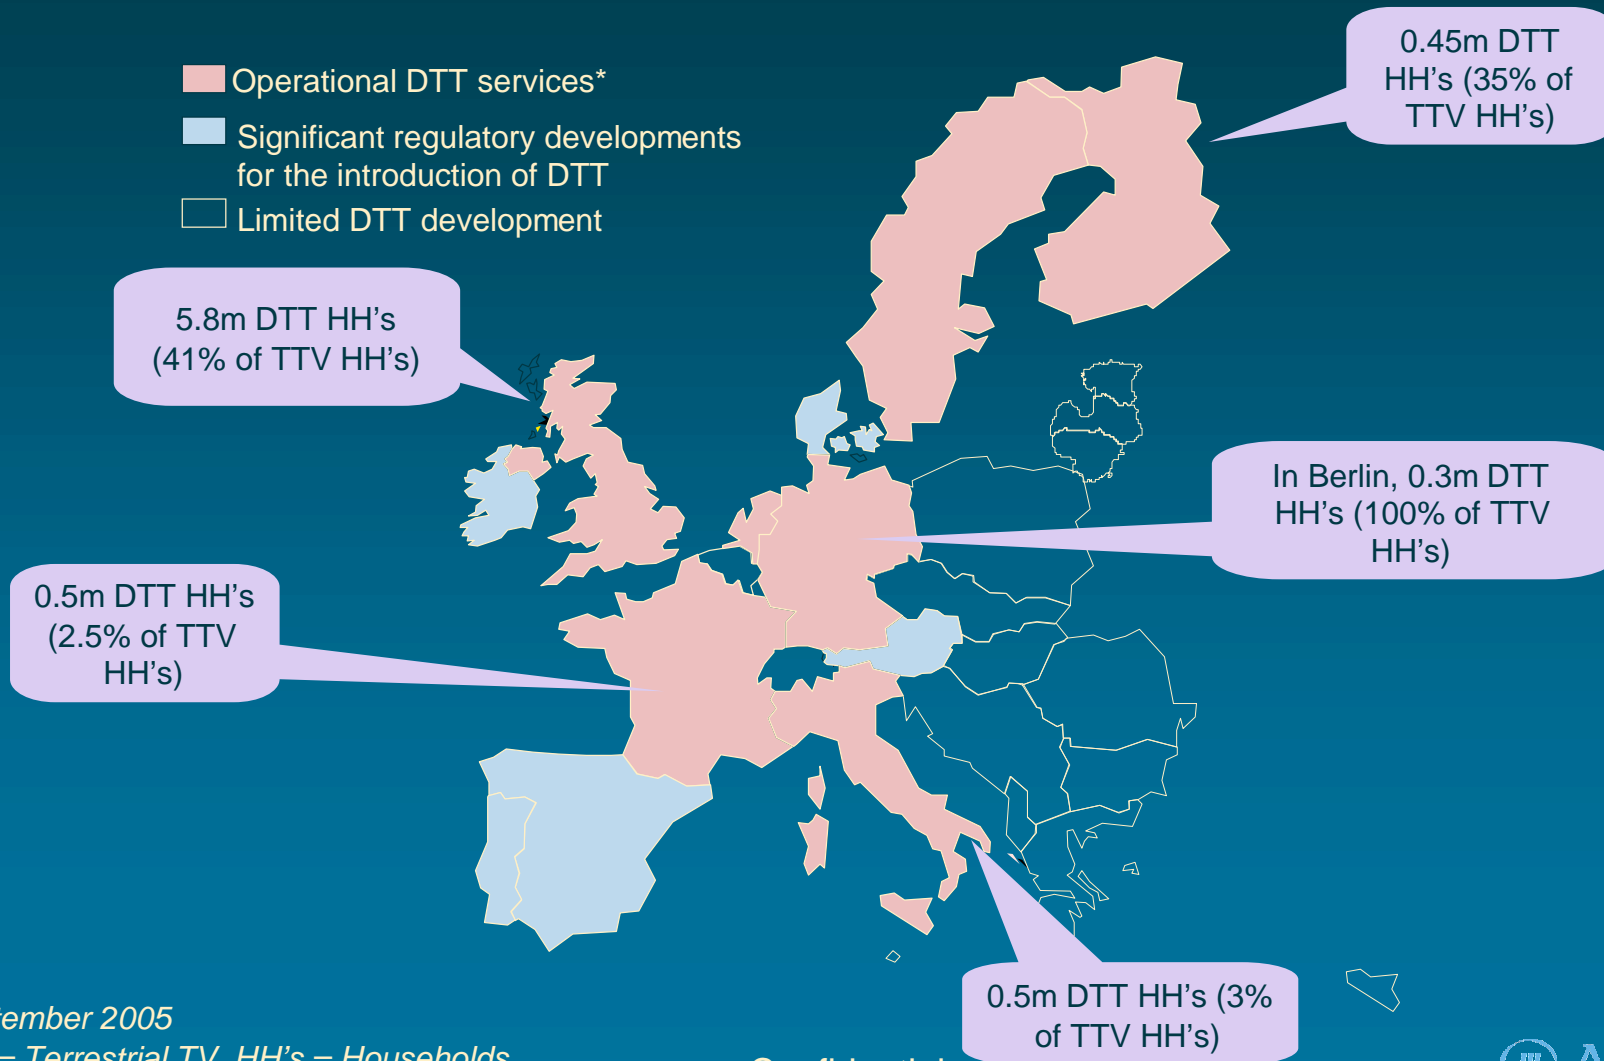 Operational DTT services*
Significant regulatory developments
for the introduction of DTT
Limited DTT development
0.45m DTT
HH's (35% of
TTV HH's)
5.8m DTT HH's
(41% of TTV HH's)
In Berlin, 0.3m DTT
HH's (100% of TTV
HH's)
0.5m DTT HH's
(2.5% of TTV
HH's)
0.5m DTT HH's (3%
of TTV HH's)
tember 2005
= Terrestrial TV, HH's = Households